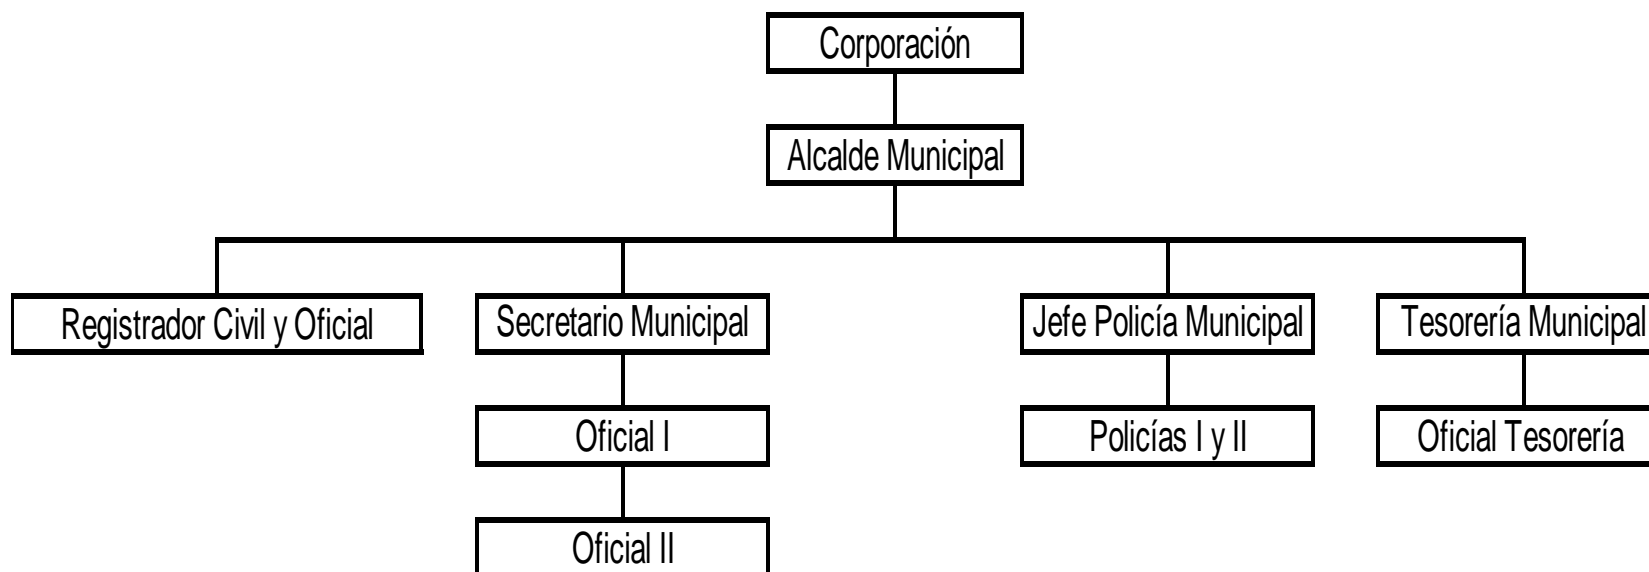 Corporación
Alcalde Municipal
Registrador Civil y Oficial
Secretario Municipal
Jefe Policía Municipal
Tesorería Municipal
Oficial I
Policías I y II
Oficial Tesorería
Oficial II